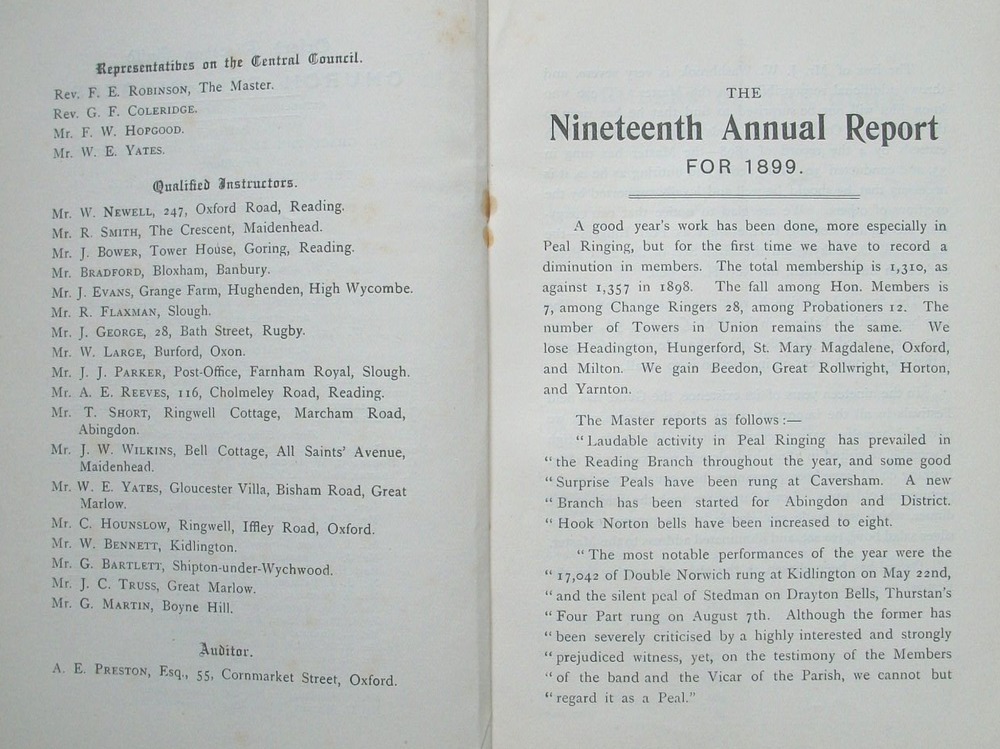 Representatives on the Central Council.
Rev. F. E. ROBINSON, The Master.
Rev. G. F. COLERIDGE.
Mr. F. W. HOPGOOD.
Mr. W. E. YATES.
Qualified Instructors.
Mr. W. NEWELL, 247, Oxford Road, Reading.
Mr. R. SMITH, The Crescent, Maidenhead.
Mr. J. BOWER, Tower House, Goring, Reading.
Mr. BRADFORD, Bloxham, Banbury.
Mr. J. EVANS, Grange Farm, Hughenden, High Wycombe.
Mr. R. FLAXMAN, Slough.
Mr. J. GEORGE, 28, Bath Street, Rugby.
Mr. W. LARGE, Burford, Oxon.
Mr. J. J. PARKER, Post-Office, Farnham Royal, Slough.
Mr. A. E. REEVES, 116, Cholmeley Road, Reading.
Mr. T. SHORT, Ringwell Cottage, Marcham Road,
Abingdon.
Mr. J. W. WILKINS, Bell Cottage, All Saints' Avenue,
Maidenhead.
Mr. W. E. YATES, Gloucester Villa, Bisham Road, Great
Marlow.
Mr. C. HOUNSLOW, Ringwell, Iffley Road, Oxford.
Mr. W. BENNETT, Kidlington.
Mr. G. BARTLETT, Shipton-under-Wychwood.
Mr. J. C. TRUSS, Great Marlow.
Mr. G. MARTIN, Boyne Hill.
Auditor.
A. E. PRESTON, Esq., 55, Cornmarket Street, Oxford.
THE
Nineteenth Annual Report
FOR 1899.
A good year's work has been done, more especially in
Peal Ringing, but for the first time we have to record a
diminution in members. The total membership is 1,310, as
against 1,357 in 1898. The fall among Hon. Members is
7, among Change Ringers 28, among Probationers 12. The
number of Towers in Union remains the same. We
lose Headington, Hungerford, St. Mary Magdalene, Oxford,
and Milton. We gain Beedon, Great Rollwright, Horton,
and Yarnton.
The Master reports as follows:—
"Laudable activity in Peal Ringing has prevailed in
"the Reading Branch throughout the year, and some good
"Surprise Peals have been rung at Caversham. A new
"Branch has been started for Abingdon and District.
"Hook Norton bells have been increased to eight.
"The most notable performances of the year were the
"17,042 of Double Norwich rung at Kidlington on May 22nd,
"and the silent peal of Stedman on Drayton Bells, Thurstan's
"Four Part rung on August 7th. Although the former has
"been severely criticised by a highly interested and strongly
"prejudiced witness, yet, on the testimony of the Members
"of the band and the Vicar of the Parish, we cannot but
"regard it as a Peal."